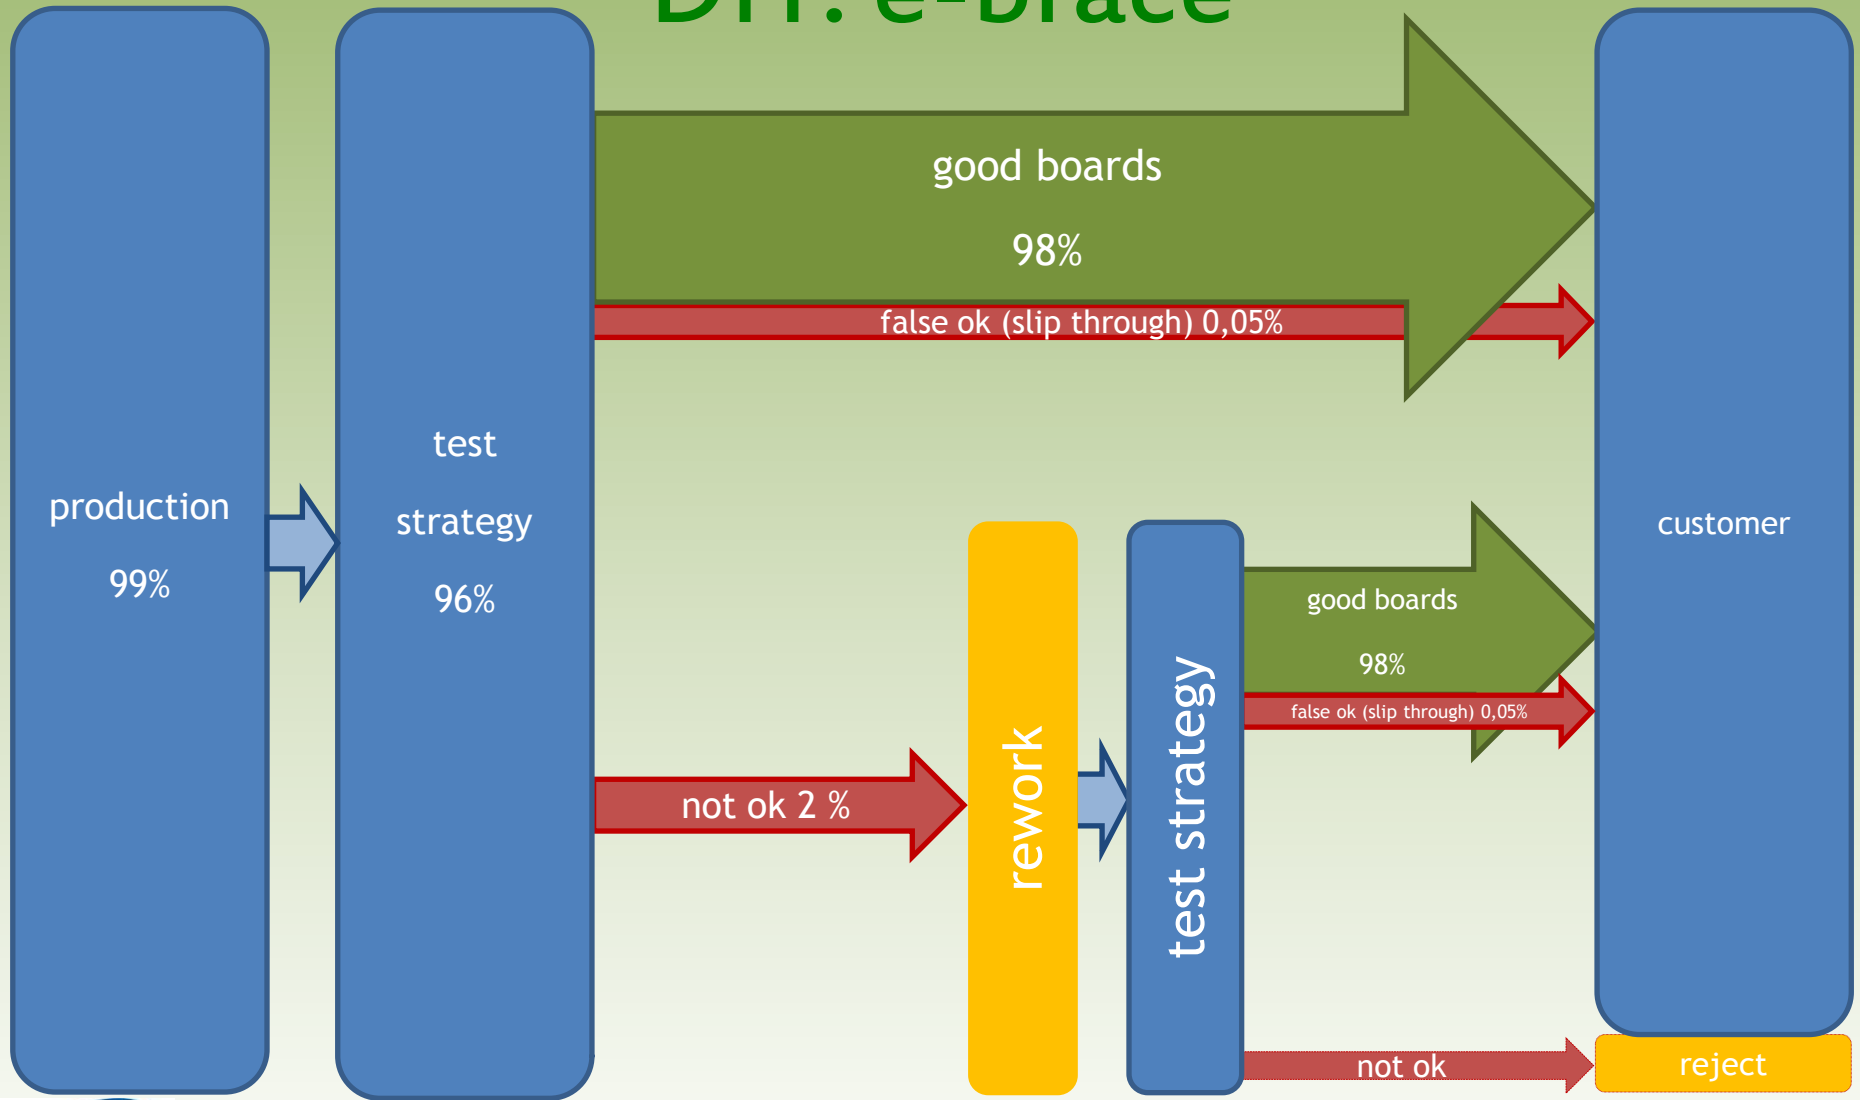 e-brace
production
99%
test
strategy
96%
good boards
98%
false ok (slip through) 0,05%
not ok 2 %
rework
test strategy
good boards
98%
false ok (slip through) 0,05%
not ok
customer
reject